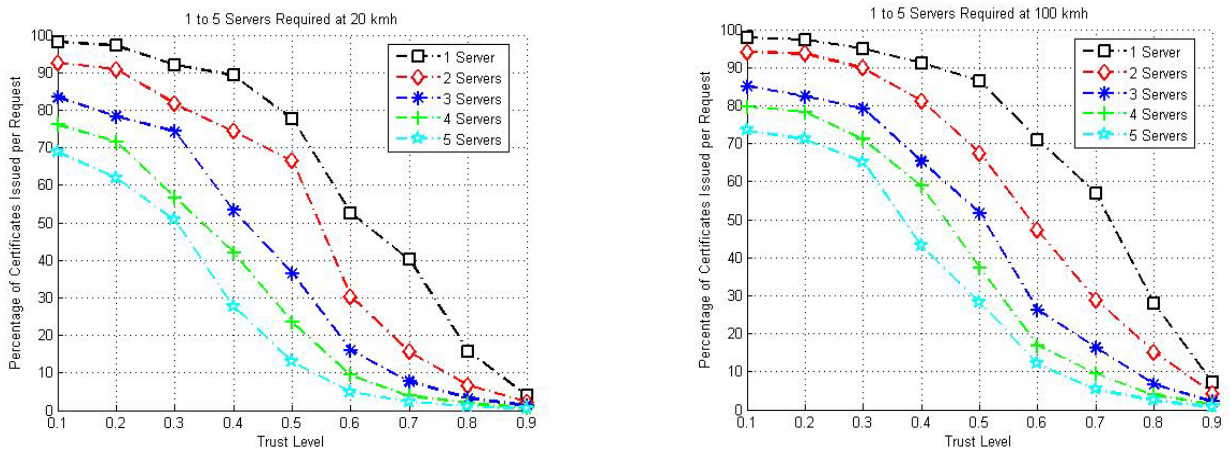 1 to 5 Servers Required at 20 kmh
Percentage of Certificates Issued per Request
100
90
80
70
60
50
40
30
20
10
0
1 Server
2 Servers
3 Servers
4 Servers
5 Servers
0.1 0.2 0.3 0.4 0.5 0.6 0.7 0.8 0.9
Trust Level
1 to 5 Servers Required at 100 kmh
Percentage of Certificates Issued per Request
100
90
80
70
60
50
40
30
20
10
0
1 Server
2 Servers
3 Servers
4 Servers
5 Servers
0.1 0.2 0.3 0.4 0.5 0.6 0.7 0.8 0.9
Trust Level